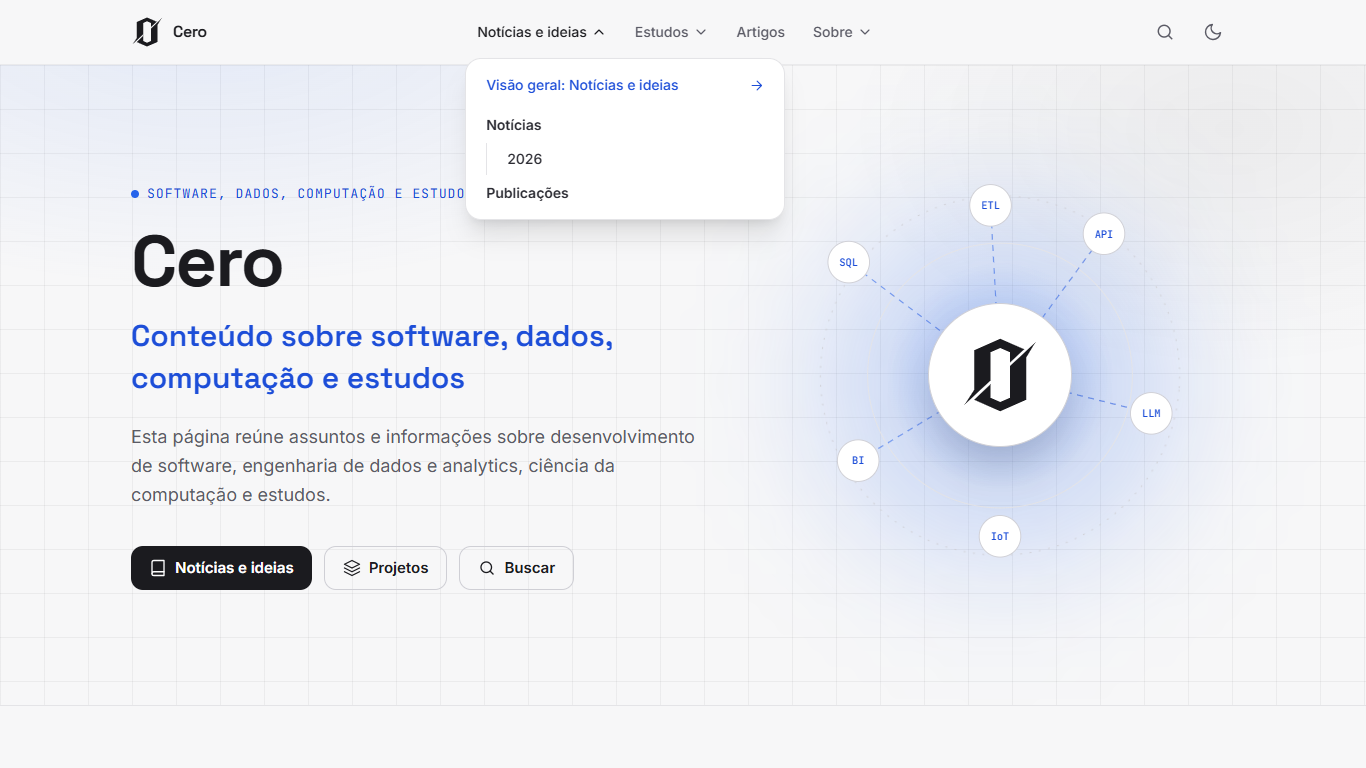 Cero
Notícias e ideias
Estudos
Artigos
Sobre
Visão geral: Notícias e ideias
Notícias
2026
Publicações
SOFTWARE, DADOS, COMPUTAÇÃO E ESTUDO
Cero
Conteúdo sobre software, dados,
computação e estudos
Esta página reúne assuntos e informações sobre desenvolvimento
de software, engenharia de dados e analytics, ciência da
computação e estudos.
Notícias e ideias
Projetos
Buscar
ETL
API
SQL
LLM
BI
IoT